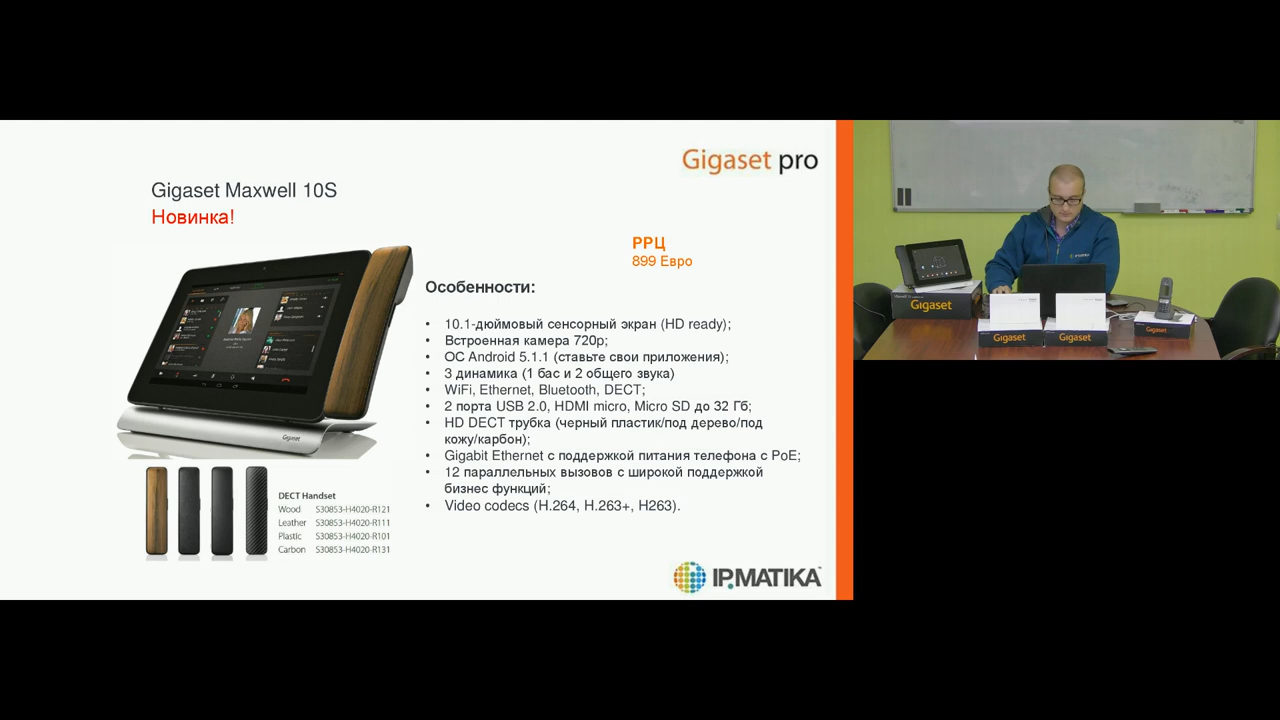 Gigaset pro
Gigaset Maxwell 10S
Новинка!
РРЦ
899 Евро
Особенности:
• 10.1-дюймовый сенсорный экран (HD ready);
• Встроенная камера 720p;
• ОС Android 5.1.1 (ставьте свои приложения);
• 3 динамика (1 бас и 2 общего звука)
• WiFi, Ethernet, Bluetooth, DECT;
• 2 порта USB 2.0, HDMI micro, Micro SD до 32 Гб;
• HD DECT трубка (черный пластик/под дерево/под
кожу/карбон);
• Gigabit Ethernet с поддержкой питания телефона с PoE;
• 12 параллельных вызовов с широкой поддержкой
бизнес функций;
• Video codecs (H.264, H.263+, H263).
Gigaset
DECT Handset
Wood S30853-H4020-R121
Leather S30853-H4020-R111
Plastic S30853-H4020-R101
Carbon S30853-H4020-R131
IP.MATIKA
Gigaset
Gigaset
Gigaset
Gigaset